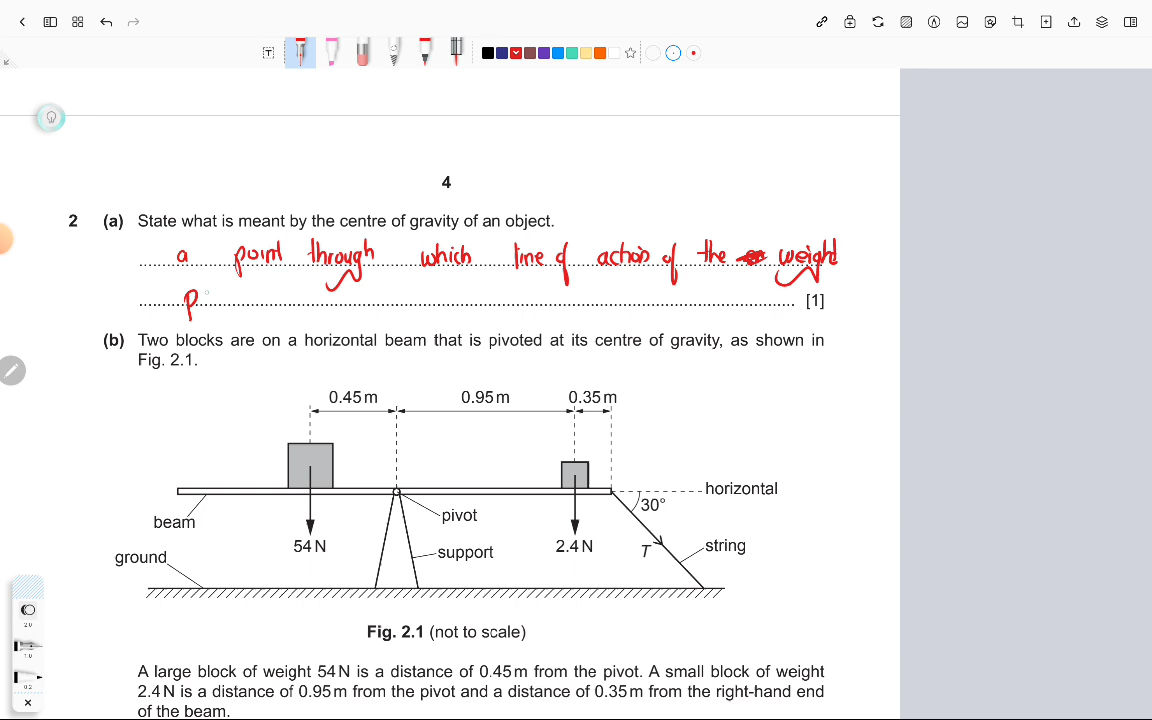 4
2 (a) State what is meant by the centre of gravity of an object.
a point through which line of action of the weight
P
[1]
(b) Two blocks are on a horizontal beam that is pivoted at its centre of gravity, as shown in
Fig. 2.1.
0.45 m 0.95 m 0.35 m
horizontal
30°
beam pivot
54 N support 2.4 N T string
ground
Fig. 2.1 (not to scale)
A large block of weight 54 N is a distance of 0.45 m from the pivot. A small block of weight
2.4 N is a distance of 0.95 m from the pivot and a distance of 0.35 m from the right-hand end
of the beam.